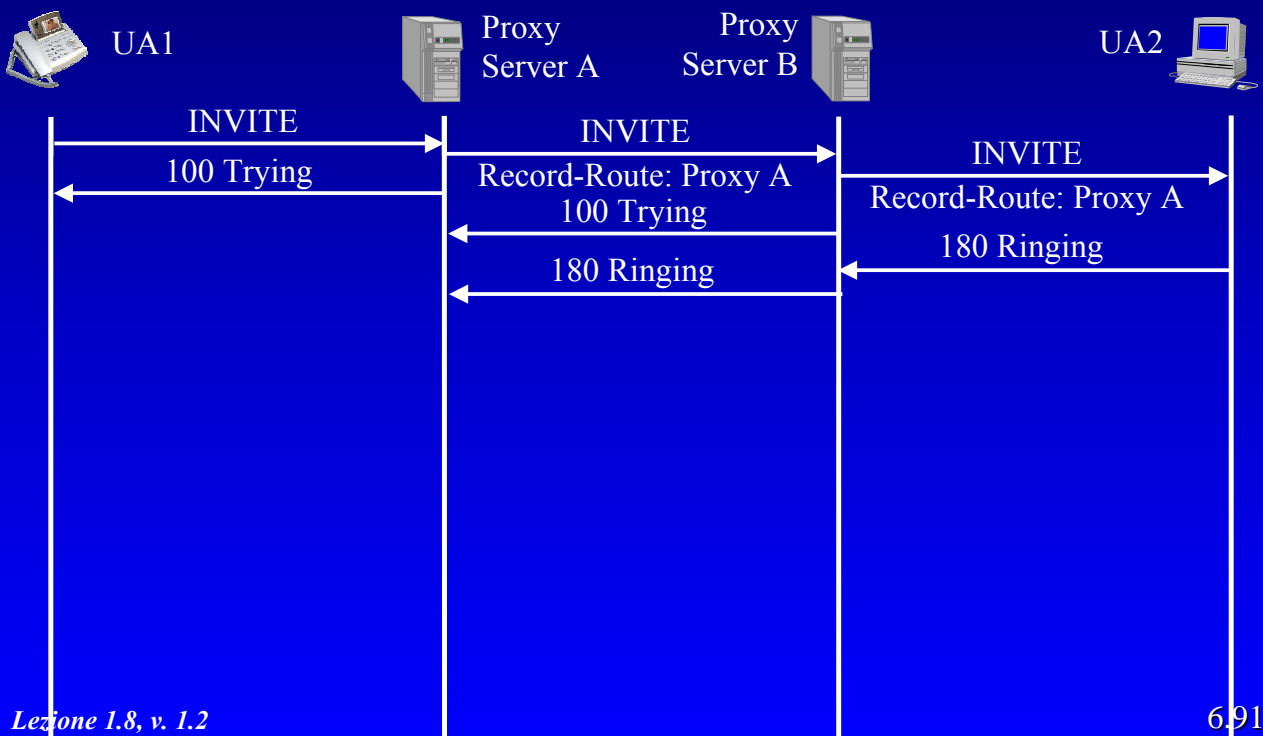 UA1
Proxy
Server A
Proxy
Server B
UA2
INVITE
INVITE
INVITE
100 Trying
Record-Route: Proxy A
Record-Route: Proxy A
100 Trying
180 Ringing
180 Ringing
Lezione 1.8, v. 1.2
6.91